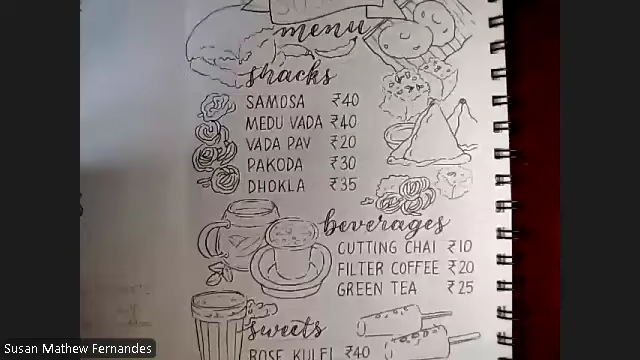 menu
snacks
SAMOSA ₹40
MEDU VADA ₹40
VADA PAV ₹20
PAKODA ₹30
DHOKLA ₹35
beverages
CUTTING CHAI ₹10
FILTER COFFEE ₹20
GREEN TEA ₹25
sweets
ROSE KULFI ₹40
Susan Mathew Fernandes